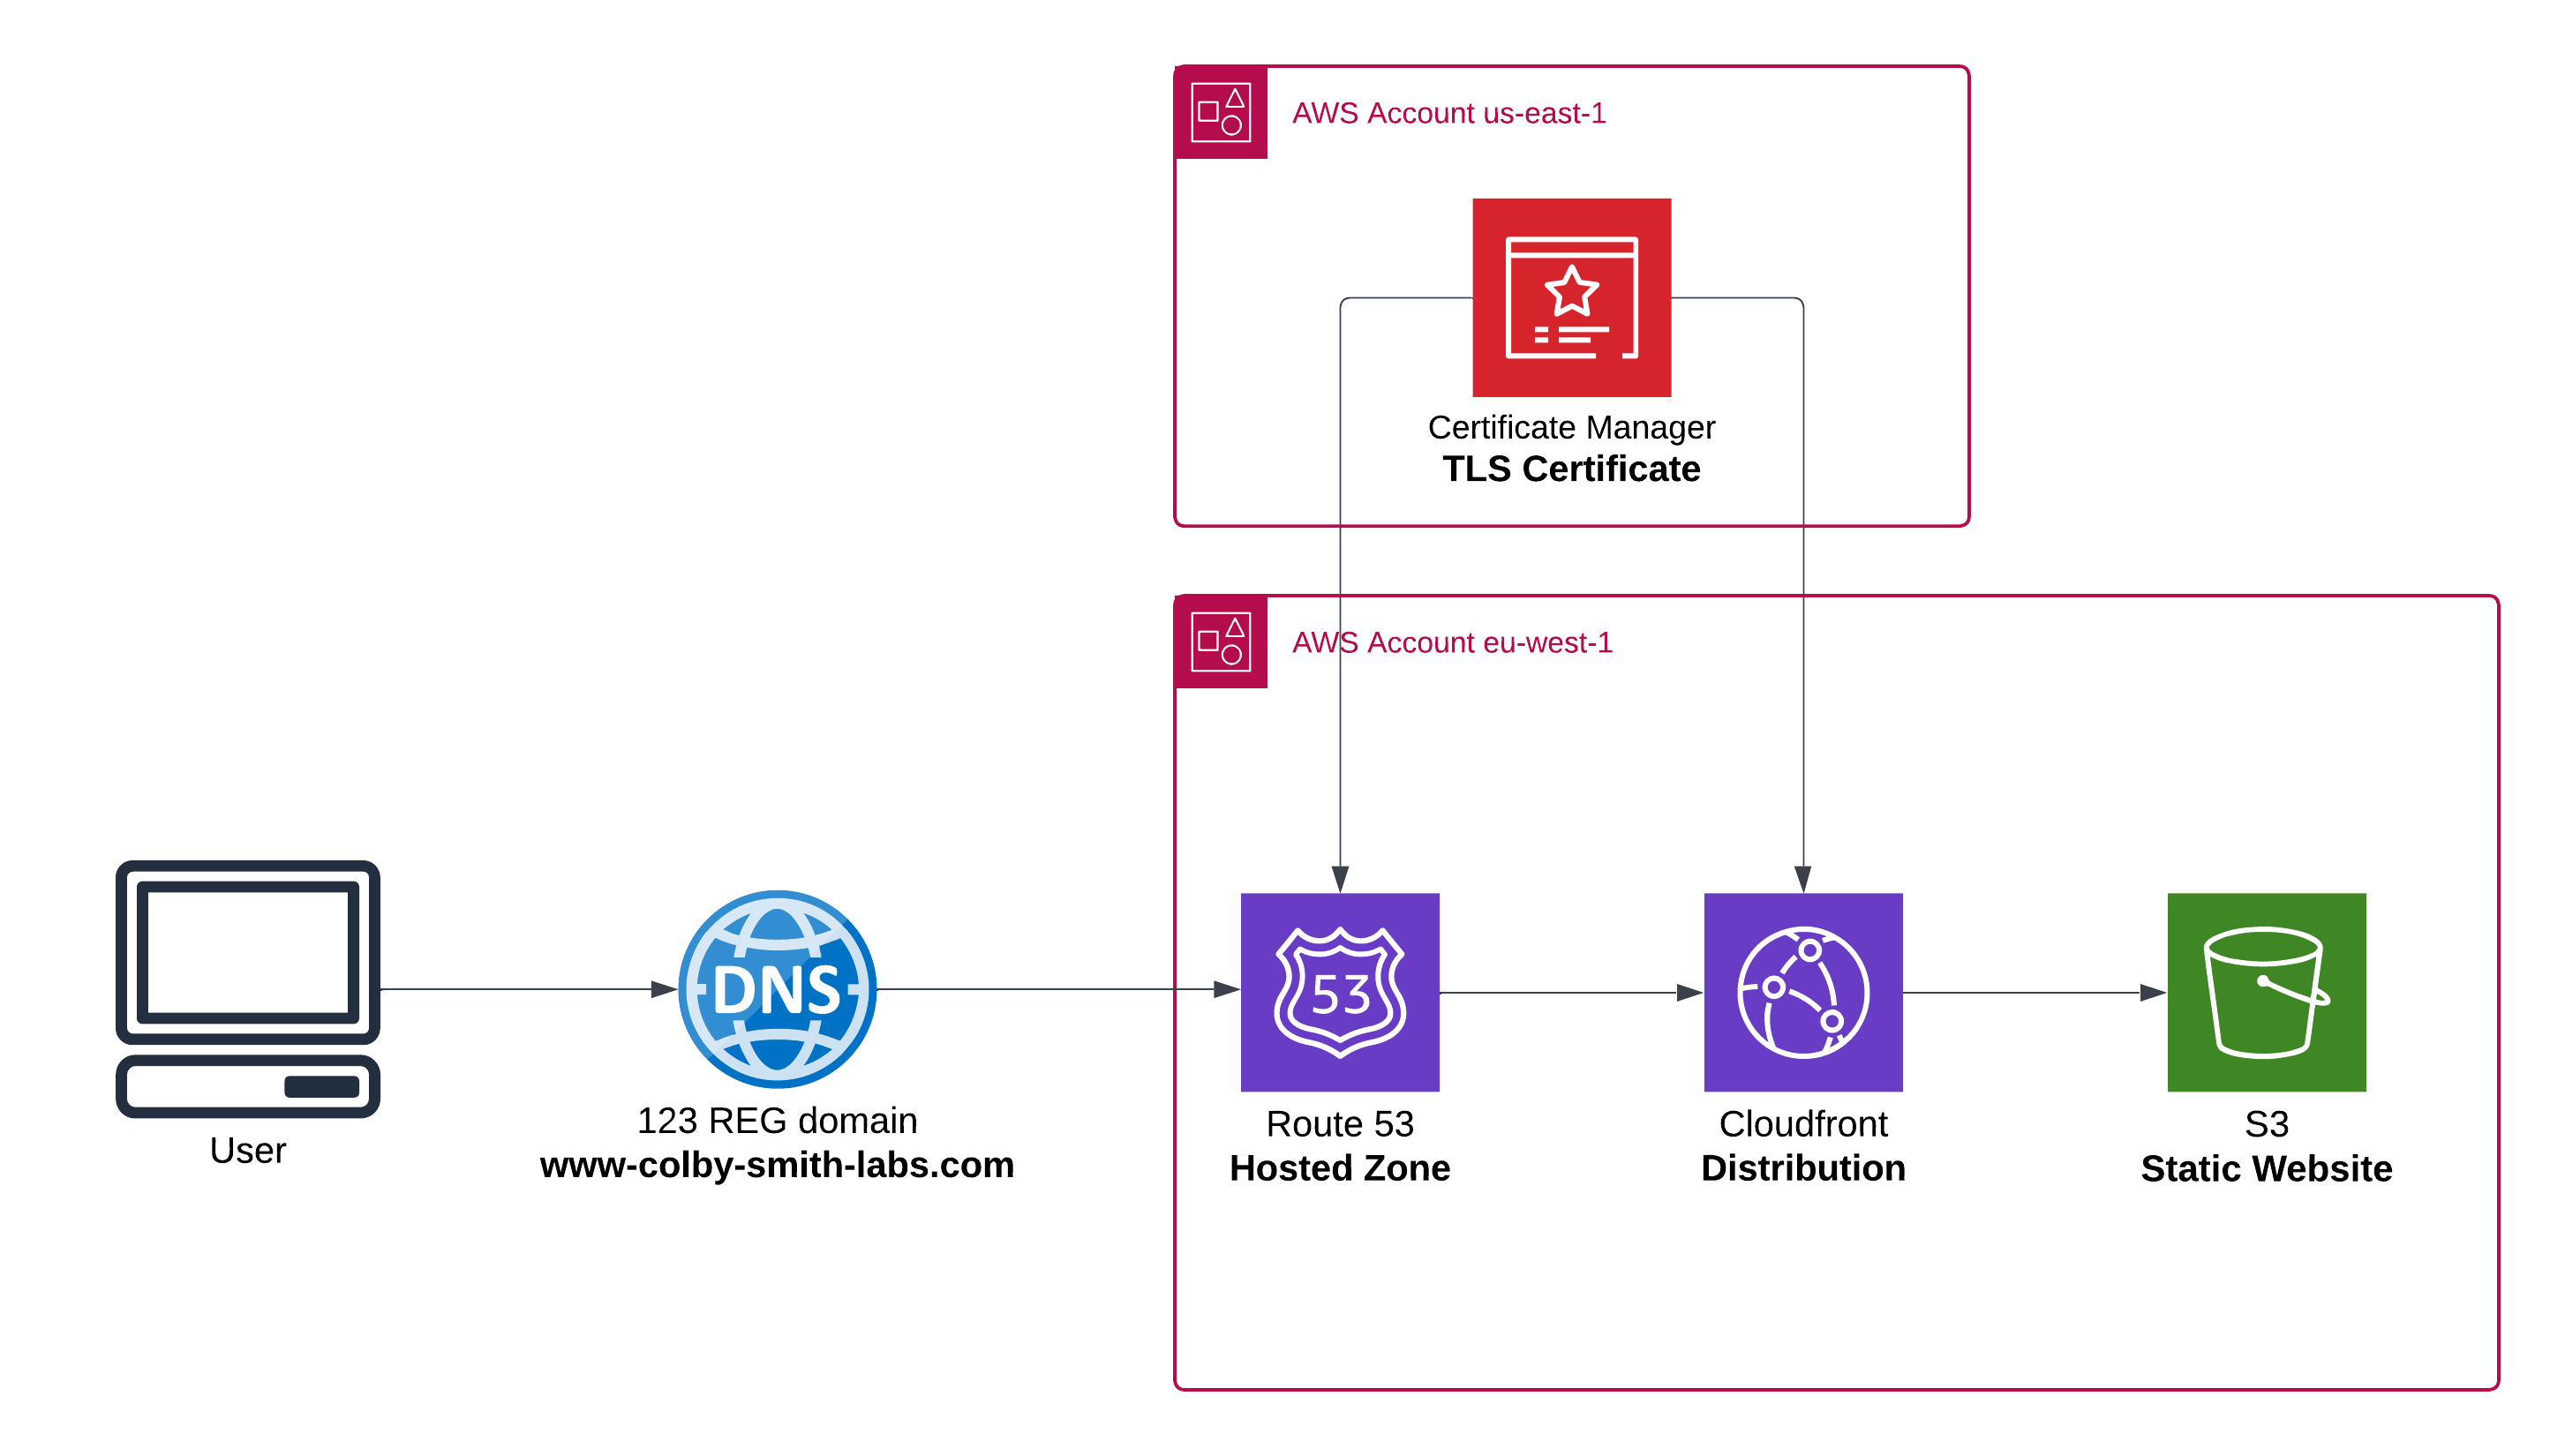 AWS Account us-east-1
Certificate Manager
TLS Certificate
AWS Account eu-west-1
DNS
53
User
123 REG domain
www-colby-smith-labs.com
Route 53
Hosted Zone
Cloudfront
Distribution
S3
Static Website